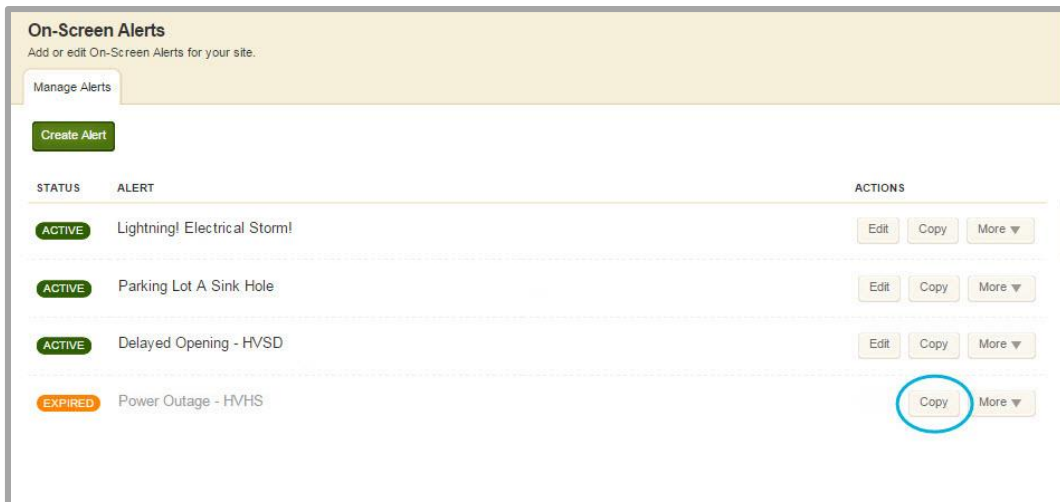 On-Screen Alerts
Add or edit On-Screen Alerts for your site.
Manage Alerts
Create Alert
STATUS ALERT ACTIONS
ACTIVE Lightning! Electrical Storm! Edit Copy More ▼
ACTIVE Parking Lot A Sink Hole Edit Copy More ▼
ACTIVE Delayed Opening - HVSD Edit Copy More ▼
EXPIRED Power Outage - HVHS Copy More ▼